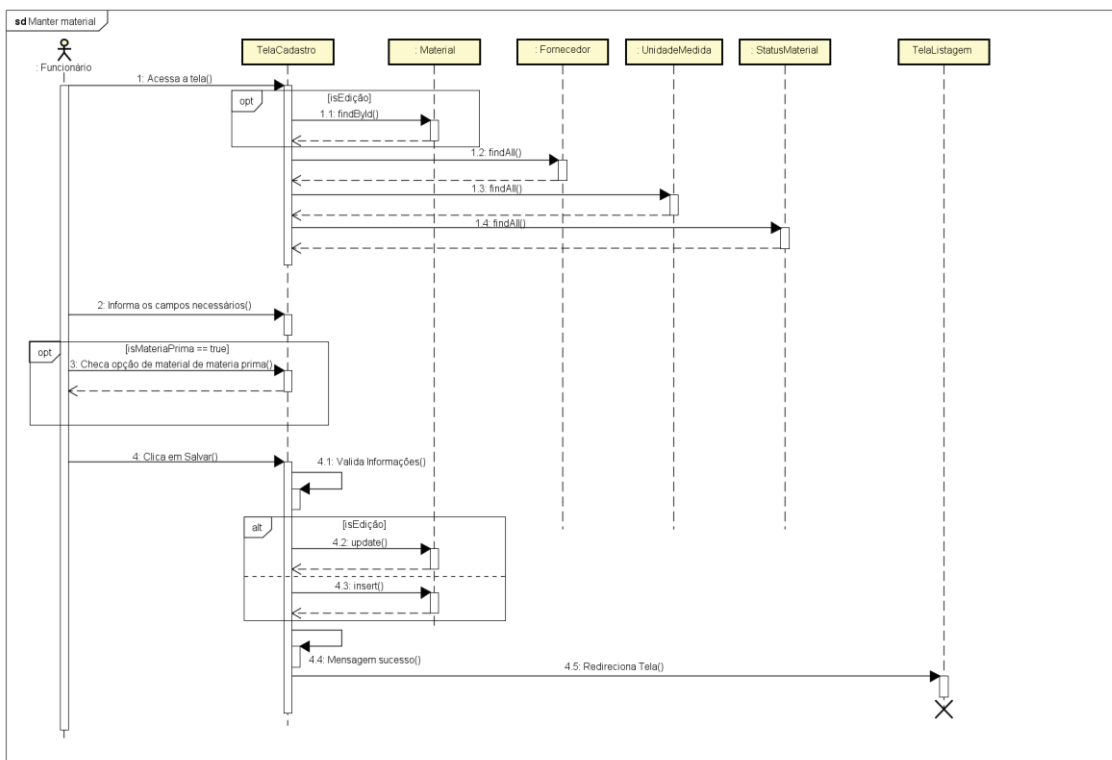 sd Manter material
: Funcionário
TelaCadastro
: Material
: Fornecedor
: UnidadeMedida
: StatusMaterial
TelaListagem
1: Acessa a tela()
opt
[isEdição]
1.1: findById()
1.2: findAll()
1.3: findAll()
1.4: findAll()
2: Informa os campos necessários()
opt
[isMateriaPrima == true]
3: Checa opção de material de materia prima()
4: Clica em Salvar()
4.1: Valida Informações()
alt
[isEdição]
4.2: update()
4.3: insert()
4.4: Mensagem sucesso()
4.5: Redireciona Tela()